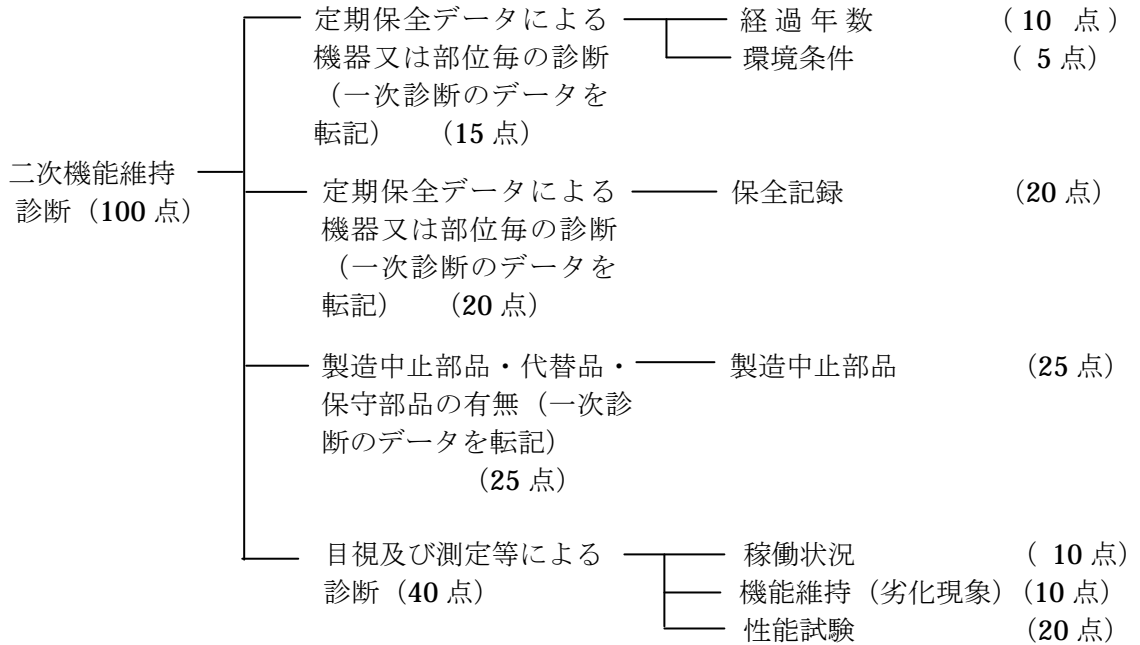 定期保全データによる 経過年数 (10 点)
機器又は部位毎の診断 環境条件 (5点)
(一次診断のデータを
転記) (15点)
二次機能維持
診断(100点)
定期保全データによる 保全記録 (20点)
機器又は部位毎の診断
(一次診断のデータを
転記) (20点)
製造中止部品・代替品・ 製造中止部品 (25点)
保守部品の有無(一次診
断のデータを転記)
(25点)
目視及び測定等による 稼働状況 (10点)
診断(40点) 機能維持(劣化現象)(10点)
性能試験 (20点)